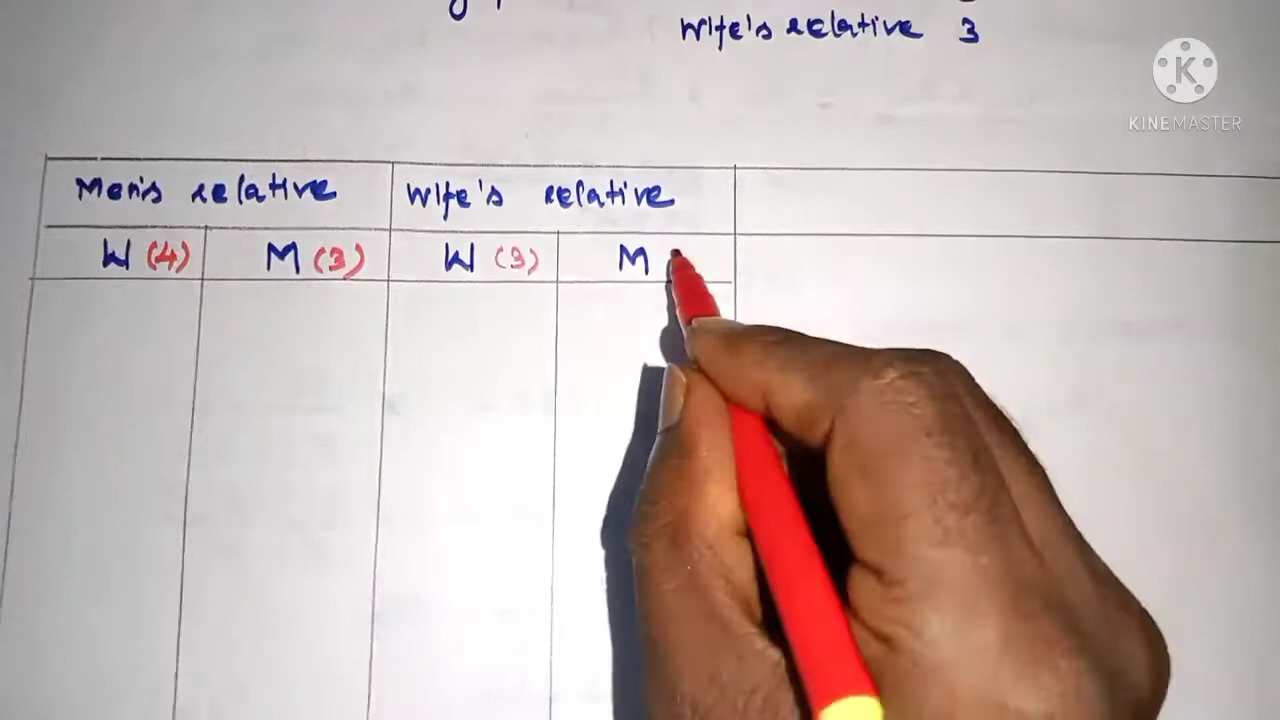 Wife's relative 3
KINEMASTER
Men's relative Wife's relative
W (4) M (3) W (3) M